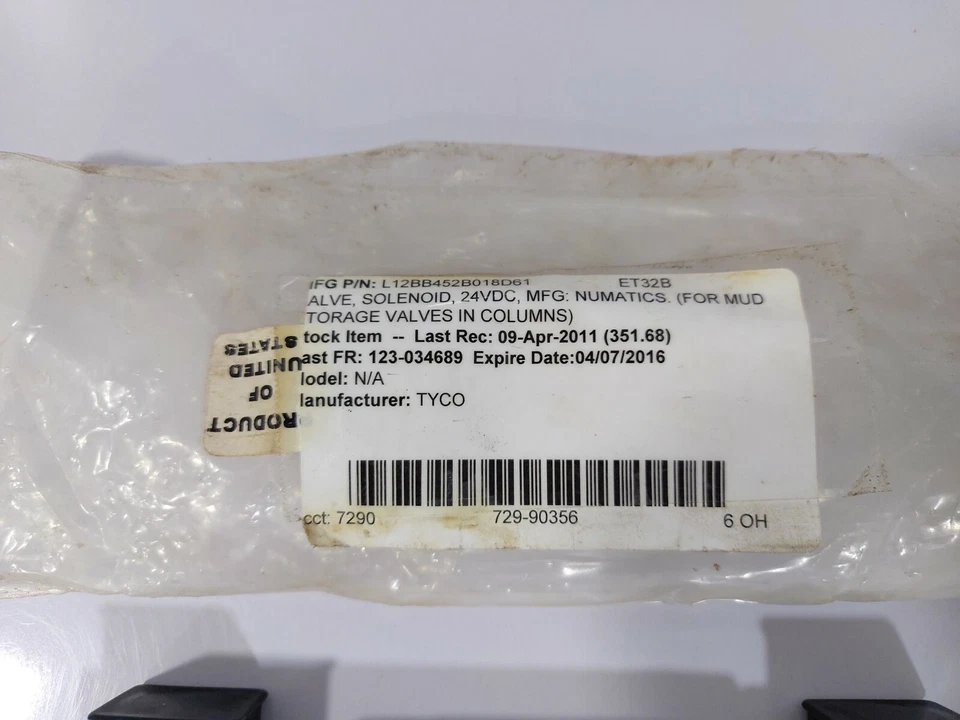 IFG P/N: L12BB452B018D61 ET32B
ALVE, SOLENOID, 24VDC, MFG: NUMATICS. (FOR MUD
TORAGE VALVES IN COLUMNS)
tock Item -- Last Rec: 09-Apr-2011 (351.68)
ast FR: 123-034689 Expire Date:04/07/2016
lodel: N/A
lanufacturer: TYCO
cct: 7290 729-90356 6 OH
PRODUCT
OF
UNITED
STATES